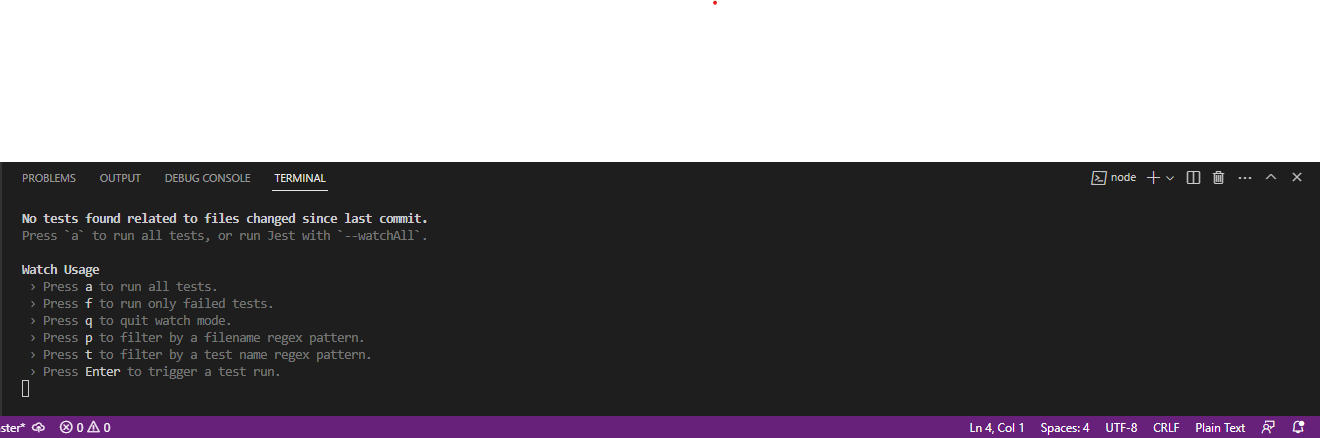 PROBLEMS OUTPUT DEBUG CONSOLE TERMINAL node
No tests found related to files changed since last commit.
Press `a` to run all tests, or run Jest with `--watchAll`.
Watch Usage
› Press a to run all tests.
› Press f to run only failed tests.
› Press q to quit watch mode.
› Press p to filter by a filename regex pattern.
› Press t to filter by a test name regex pattern.
› Press Enter to trigger a test run.
ster* 0 0 Ln 4, Col 1 Spaces: 4 UTF-8 CRLF Plain Text